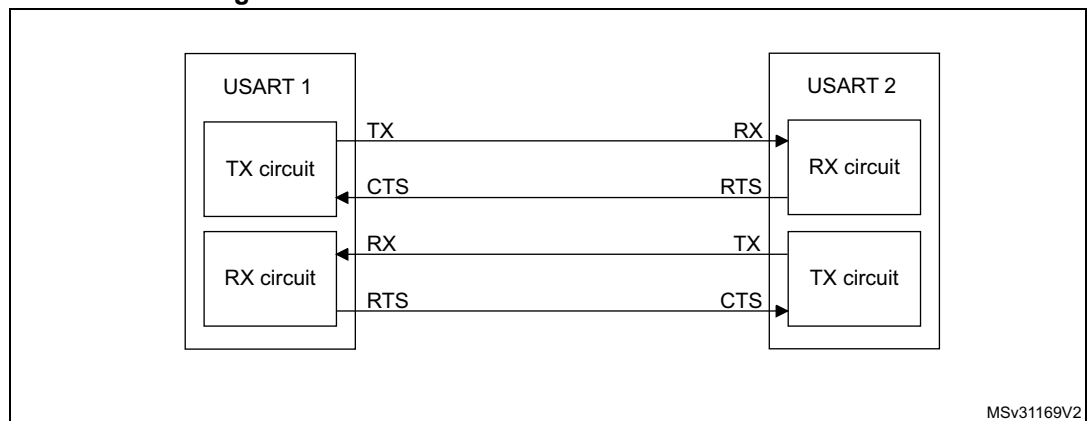 USART 1
USART 2
TX
RX
TX circuit
RX circuit
CTS
RTS
RX
TX
RX circuit
TX circuit
RTS
CTS
MSv31169V2